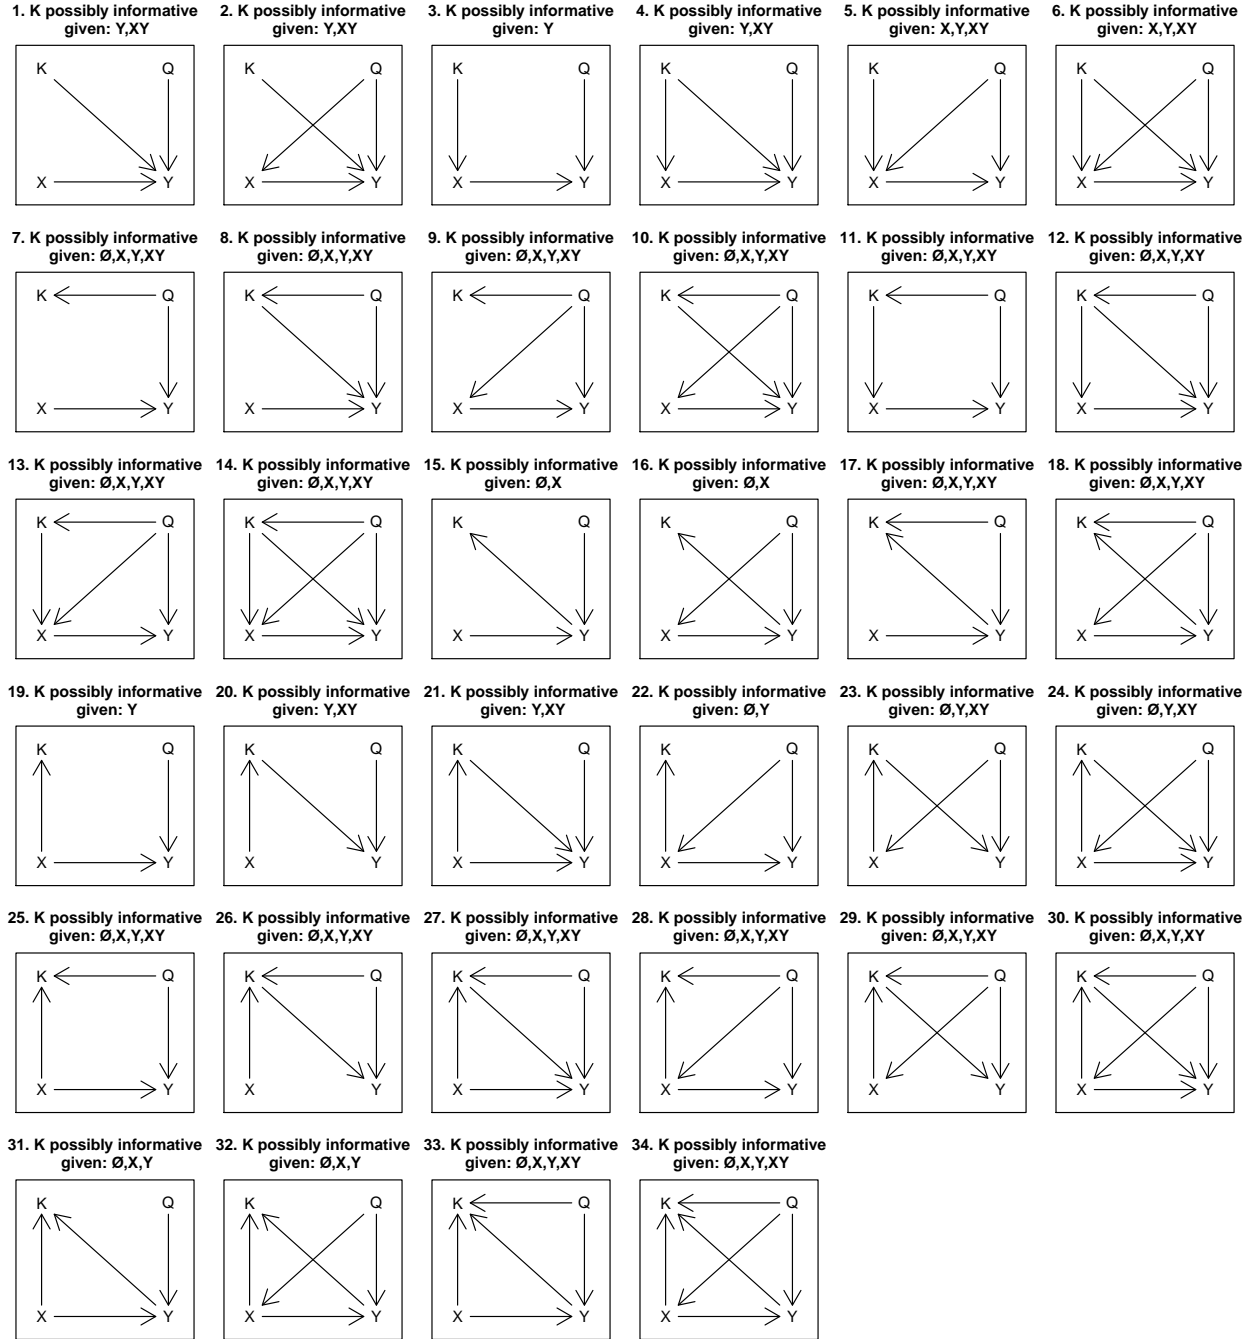 1. K possibly informative
given: Y,XY
2. K possibly informative
given: Y,XY
3. K possibly informative
given: Y
4. K possibly informative
given: Y,XY
5. K possibly informative
given: X,Y,XY
6. K possibly informative
given: X,Y,XY
K Q
X Y
K Q
X Y
K Q
X Y
K Q
X Y
K Q
X Y
K Q
X Y
7. K possibly informative
given: Ø,X,Y,XY
8. K possibly informative
given: Ø,X,Y,XY
9. K possibly informative
given: Ø,X,Y,XY
10. K possibly informative
given: Ø,X,Y,XY
11. K possibly informative
given: Ø,X,Y,XY
12. K possibly informative
given: Ø,X,Y,XY
K Q
X Y
K Q
X Y
K Q
X Y
K Q
X Y
K Q
X Y
K Q
X Y
13. K possibly informative
given: Ø,X,Y,XY
14. K possibly informative
given: Ø,X,Y,XY
15. K possibly informative
given: Ø,X
16. K possibly informative
given: Ø,X
17. K possibly informative
given: Ø,X,Y,XY
18. K possibly informative
given: Ø,X,Y,XY
K Q
X Y
K Q
X Y
K Q
X Y
K Q
X Y
K Q
X Y
K Q
X Y
19. K possibly informative
given: Y
20. K possibly informative
given: Y,XY
21. K possibly informative
given: Y,XY
22. K possibly informative
given: Ø,Y
23. K possibly informative
given: Ø,Y,XY
24. K possibly informative
given: Ø,Y,XY
K Q
X Y
K Q
X Y
K Q
X Y
K Q
X Y
K Q
X Y
K Q
X Y
25. K possibly informative
given: Ø,X,Y,XY
26. K possibly informative
given: Ø,X,Y,XY
27. K possibly informative
given: Ø,X,Y,XY
28. K possibly informative
given: Ø,X,Y,XY
29. K possibly informative
given: Ø,X,Y,XY
30. K possibly informative
given: Ø,X,Y,XY
K Q
X Y
K Q
X Y
K Q
X Y
K Q
X Y
K Q
X Y
K Q
X Y
31. K possibly informative
given: Ø,X,Y
32. K possibly informative
given: Ø,X,Y
33. K possibly informative
given: Ø,X,Y,XY
34. K possibly informative
given: Ø,X,Y,XY
K Q
X Y
K Q
X Y
K Q
X Y
K Q
X Y